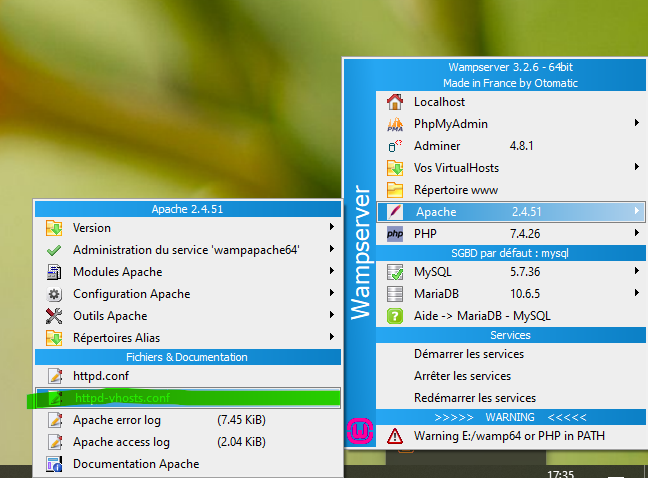 Wampserver 3.2.6 - 64bit
Made in France by Otomatic
Localhost
PhpMyAdmin
Adminer 4.8.1
Vos VirtualHosts
Répertoire www
Apache 2.4.51
PHP 7.4.26
SGBD par défaut : mysql
MySQL 5.7.36
MariaDB 10.6.5
Aide -> MariaDB - MySQL
Services
Démarrer les services
Arrêter les services
Redémarrer les services
>>>>> WARNING <<<<<
Warning E:/wamp64 or PHP in PATH
Wampserver
Apache 2.4.51
Version
Administration du service 'wampapache64'
Modules Apache
Configuration Apache
Outils Apache
Répertoires Alias
Fichiers & Documentation
httpd.conf
httpd-vhosts.conf
Apache error log (7.45 KiB)
Apache access log (2.04 KiB)
Documentation Apache
17:35